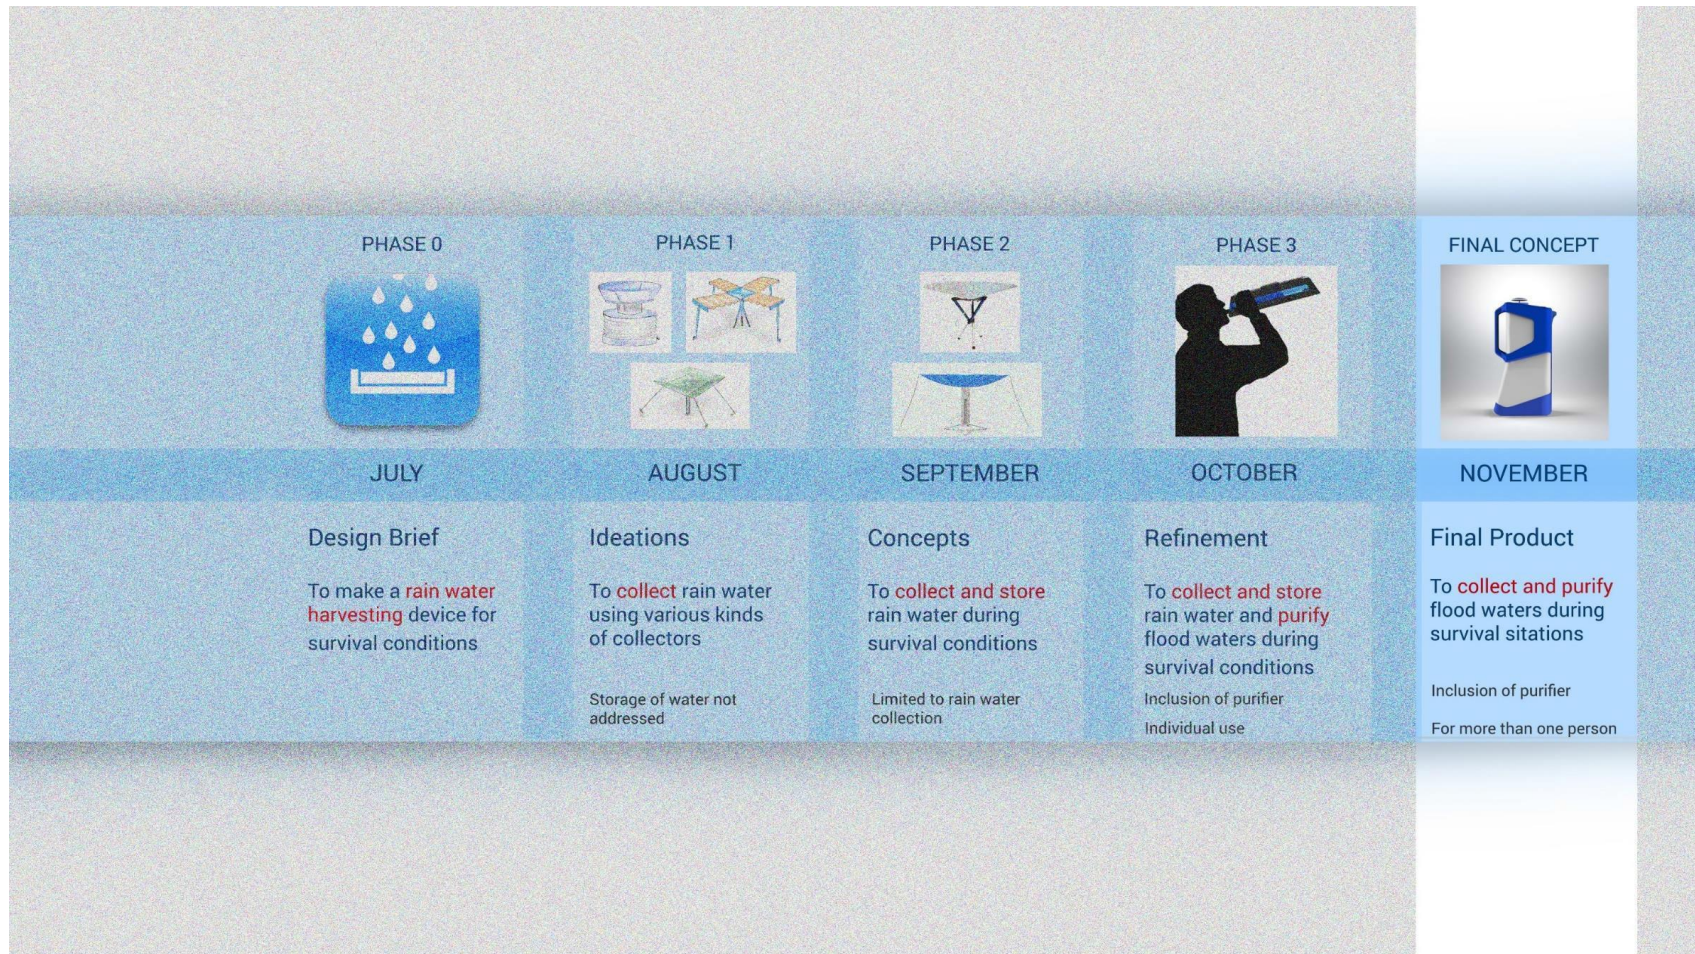 PHASE 0
JULY
Design Brief
To make a rain water
harvesting device for
survival conditions
PHASE 1
AUGUST
Ideations
To collect rain water
using various kinds
of collectors
Storage of water not
addressed
PHASE 2
SEPTEMBER
Concepts
To collect and store
rain water during
survival conditions
Limited to rain water
collection
PHASE 3
OCTOBER
Refinement
To collect and store
rain water and purify
flood waters during
survival conditions
Inclusion of purifier
Individual use
FINAL CONCEPT
NOVEMBER
Final Product
To collect and purify
flood waters during
survival sitations
Inclusion of purifier
For more than one person